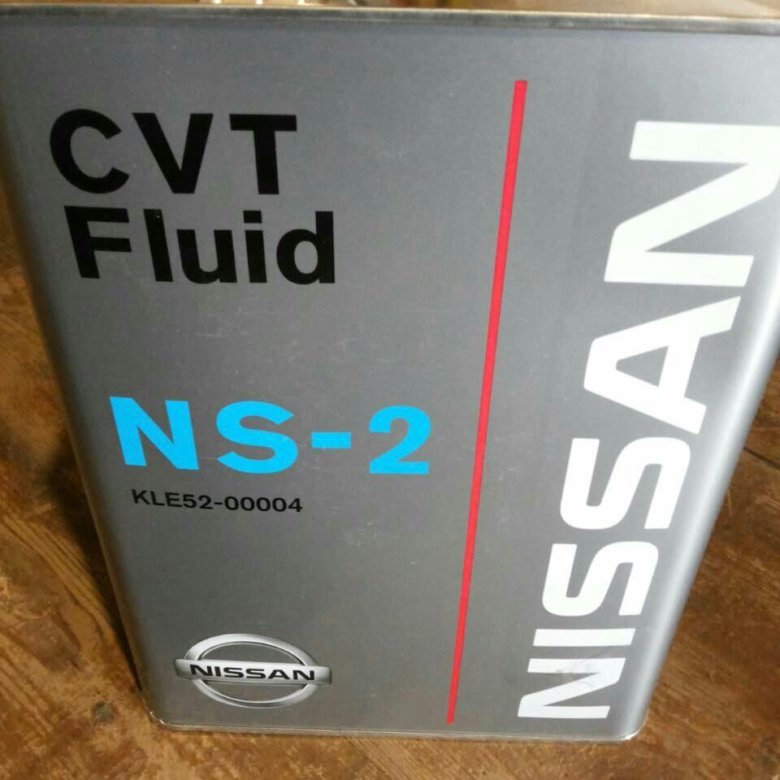 CVT
Fluid
NS-2
KLE52-00004
NISSAN
NISSAN